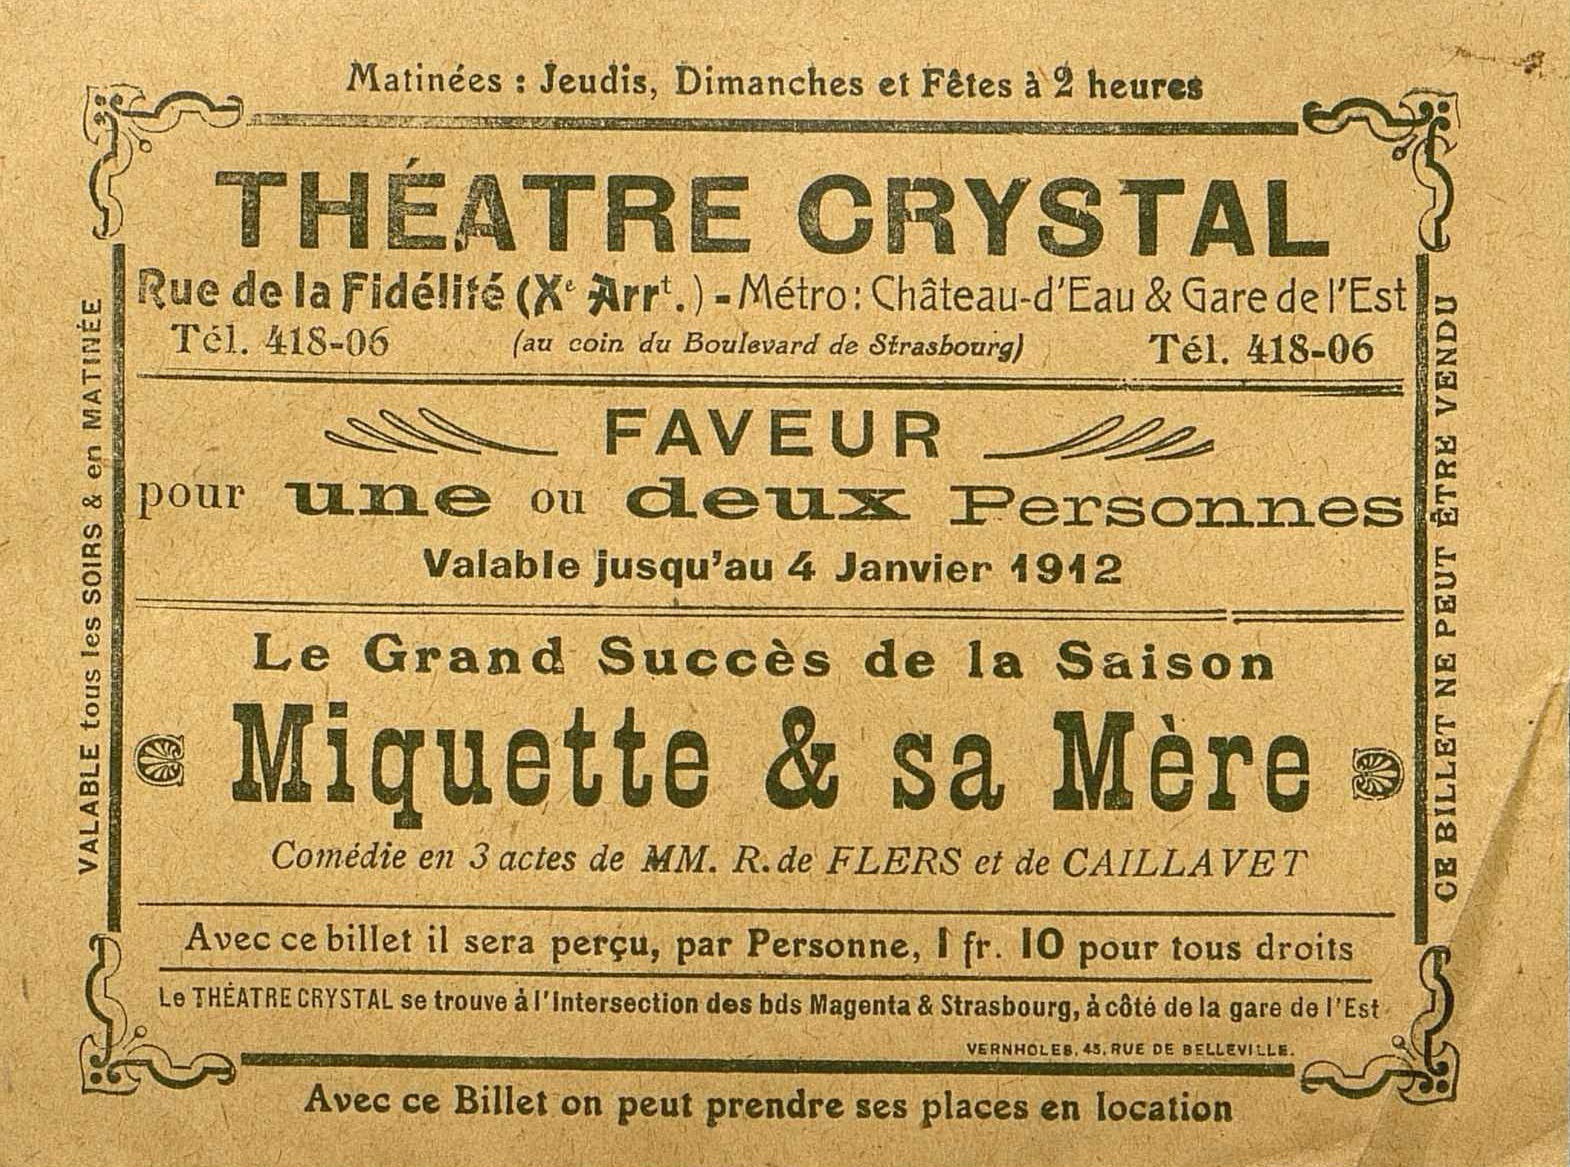 Matinées : Jeudis, Dimanches et Fêtes à 2 heures
THÉATRE CRYSTAL
Rue de la Fidélité (Xe Arrt.) - Métro : Château-d'Eau & Gare de l'Est
Tél. 418-06 (au coin du Boulevard de Strasbourg) Tél. 418-06
FAVEUR
pour une ou deux Personnes
Valable jusqu'au 4 Janvier 1912
Le Grand Succès de la Saison
Miquette & sa Mère
Comédie en 3 actes de MM. R. de FLERS et de CAILLAVET
Avec ce billet il sera perçu, par Personne, 1 fr. 10 pour tous droits
Le THÉATRE CRYSTAL se trouve à l'intersection des bds Magenta & Strasbourg, à côté de la gare de l'Est
VERNHOLES, 45, RUE DE BELLEVILLE.
Avec ce Billet on peut prendre ses places en location
VALABLE tous les SOIRS & en MATINÉE
CE BILLET NE PEUT ÊTRE VENDU